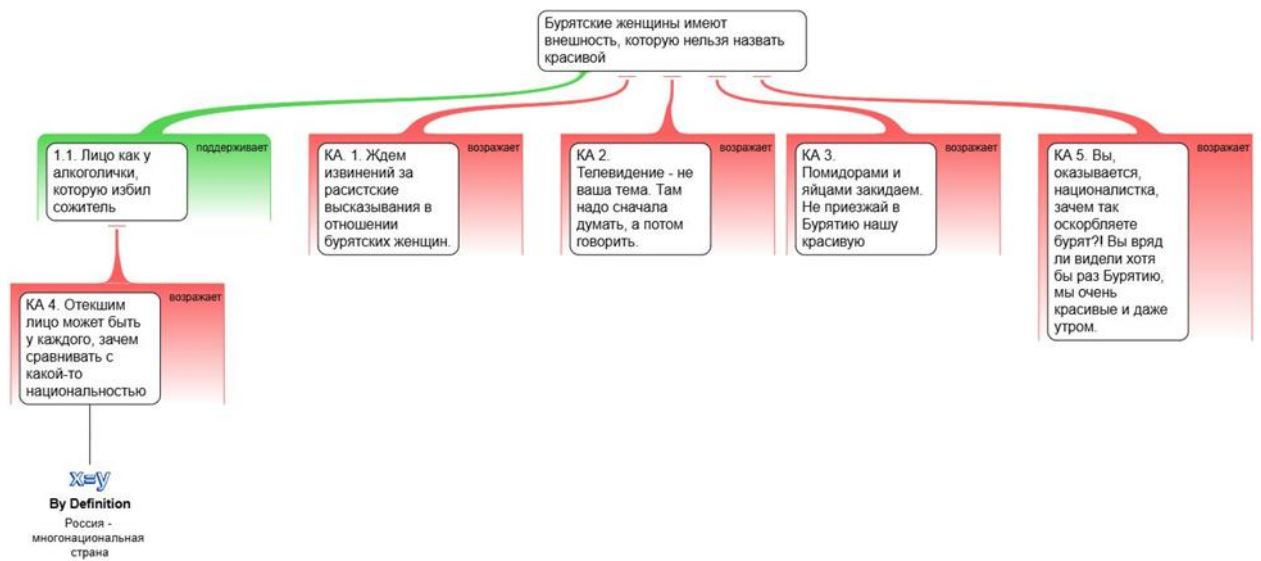 Бурятские женщины имеют
внешность, которую нельзя назвать
красивой
1.1. Лицо как у
алкоголички,
которую избил
сожитель
поддерживает
КА. 1. Ждем
извинений за
расистские
высказывания в
отношении
бурятских женщин.
возражает
КА 2.
Телевидение - не
ваша тема. Там
надо сначала
думать, а потом
говорить.
возражает
КА 3.
Помидорами и
яйцами закидаем.
Не приезжай в
Бурятию нашу
красивую
возражает
КА 5. Вы,
оказывается,
националистка,
зачем так
оскорбляете
бурят?! Вы вряд
ли видели хотя
бы раз Бурятию,
мы очень
красивые и даже
утром.
возражает
КА 4. Отекшим
лицо может быть
у каждого, зачем
сравнивать с
какой-то
национальностью
возражает
x=y
By Definition
Россия -
многонациональная
страна